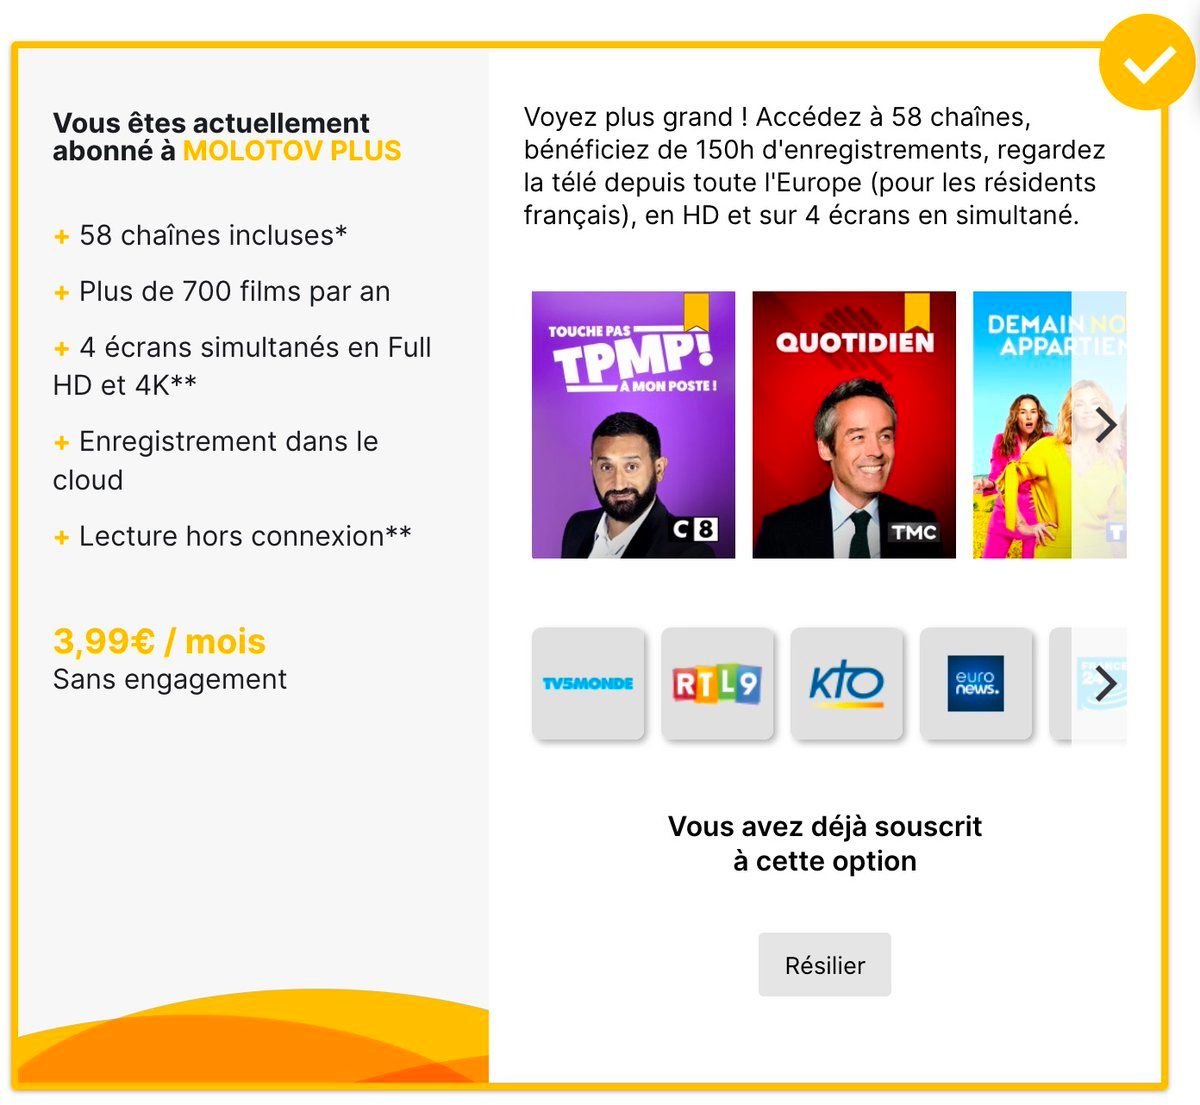 Vous êtes actuellement
abonné à MOLOTOV PLUS
+ 58 chaînes incluses*
+ Plus de 700 films par an
+ 4 écrans simultanés en Full
HD et 4K**
+ Enregistrement dans le
cloud
+ Lecture hors connexion**
3,99€ / mois
Sans engagement
Voyez plus grand ! Accédez à 58 chaînes,
bénéficiez de 150h d'enregistrements, regardez
la télé depuis toute l'Europe (pour les résidents
français), en HD et sur 4 écrans en simultané.
TOUCHE PAS
TPMP!
À MON POSTE !
C8
QUOTIDIEN
TMC
DEMAIN NO
APPARTIEN
TV5MONDE
RTL9
KTO
euro
news.
FRANCE
24
Vous avez déjà souscrit
à cette option
Résilier